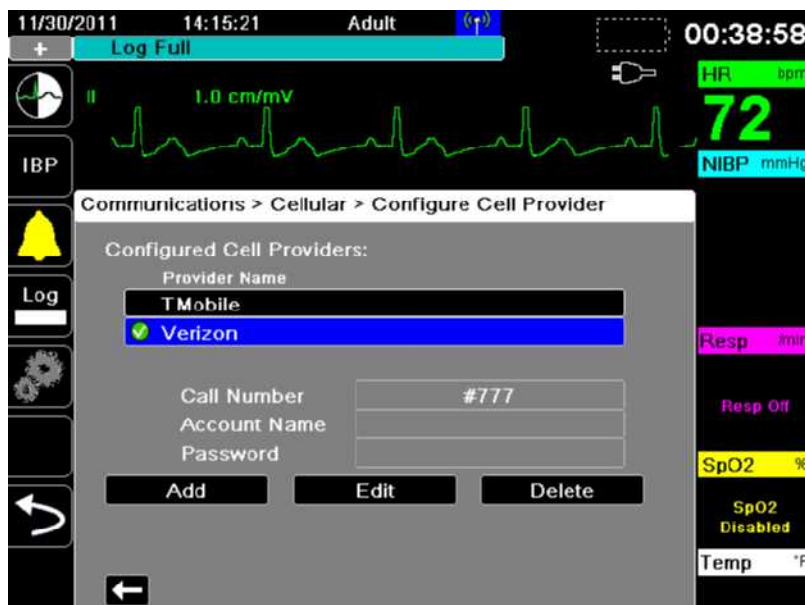 11/30/2011 14:15:21 Adult 00:38:58
+ Log Full
HR bpm
II 1.0 cm/mV
72
IBP
NIBP mmHg
Communications > Cellular > Configure Cell Provider
Configured Cell Providers:
Provider Name
Log
TMobile
Verizon
Resp /min
Call Number #777
Resp Off
Account Name
Password
SpO2 %
Add Edit Delete
SpO2
Disabled
Temp °F